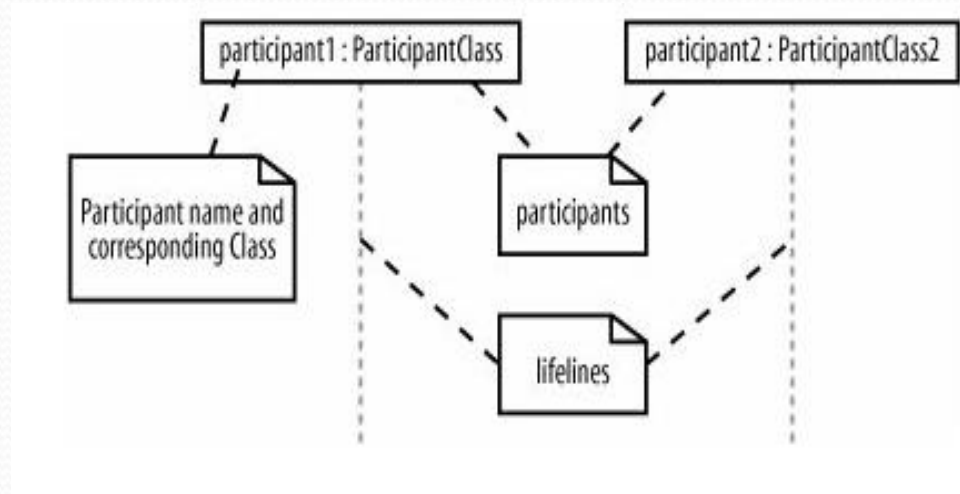 participant1 : ParticipantClass
participant2 : ParticipantClass2
Participant name and
corresponding Class
participants
lifelines